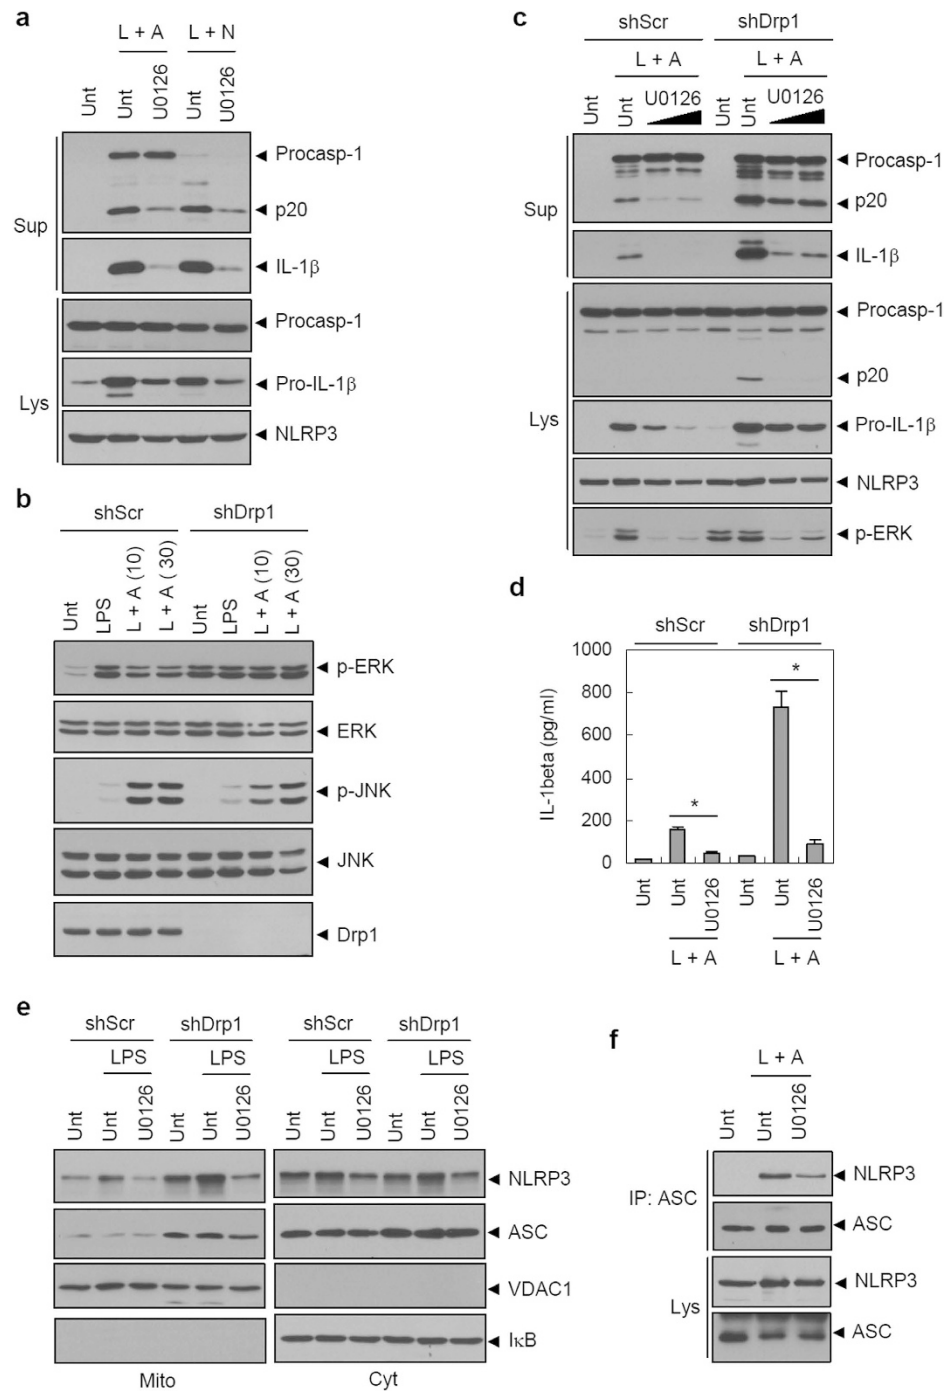 a
L + A L + N
Unt Unt U0126 Unt U0126
Sup
Procasp-1
p20
IL-1β
Lys
Procasp-1
Pro-IL-1β
NLRP3
b
shScr shDrp1
Unt LPS L + A (10) L + A ( 30) Unt LPS L + A (10) L + A (30)
p-ERK
ERK
p-JNK
JNK
Drp1
c
shScr shDrp1
L + A L + A
Unt Unt U0126 Unt Unt U0126
Sup
Procasp-1
p20
IL-1β
Lys
Procasp-1
p20
Pro-IL-1β
NLRP3
p-ERK
d
shScr shDrp1
IL-1beta (pg/ml)
1000
800
600
400
200
0
* *
Unt Unt U0126 Unt Unt U0126
L + A L + A
e
shScr shDrp1 shScr shDrp1
LPS LPS LPS LPS
Unt Unt U0126 Unt Unt U0126 Unt Unt U0126 Unt Unt U0126
NLRP3
ASC
VDAC1
IκB
Mito Cyt
f
L + A
Unt Unt U0126
IP: ASC
NLRP3
ASC
Lys
NLRP3
ASC